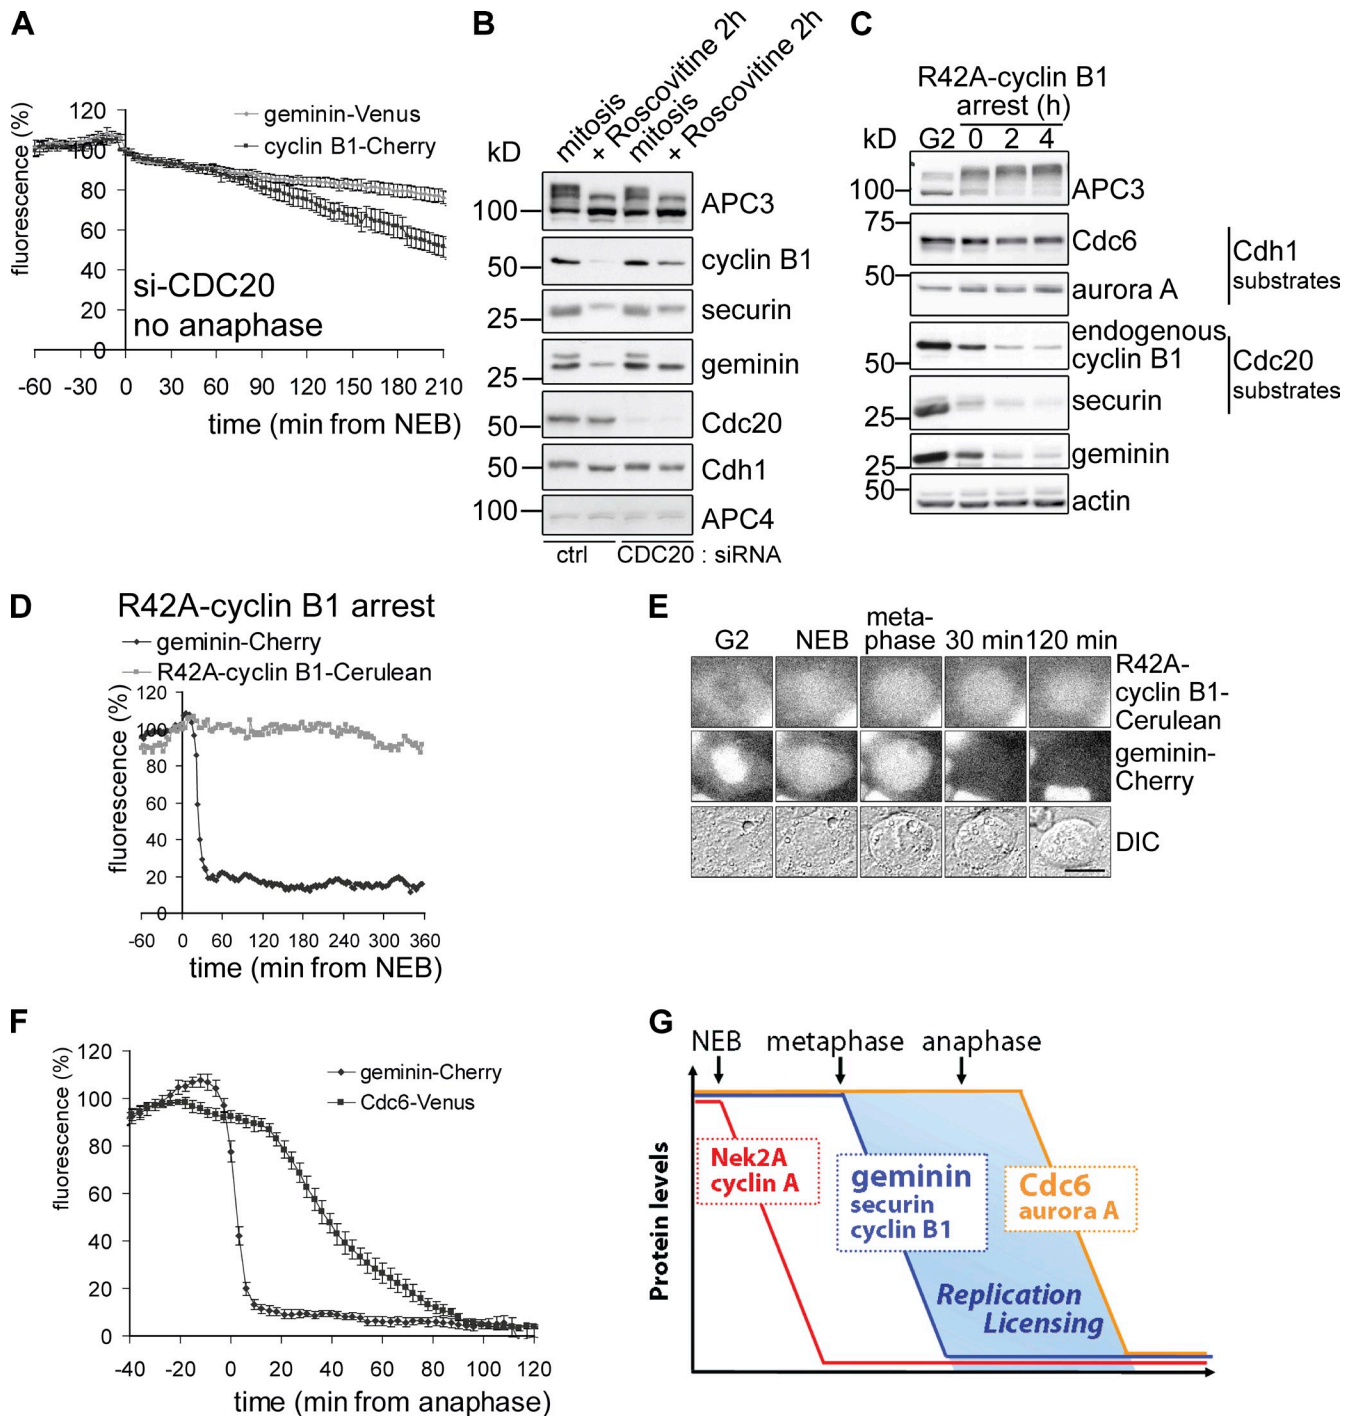 A
fluorescence (%)
120
100
80
60
40
20
0
geminin-Venus
cyclin B1-Cherry
si-CDC20
no anaphase
-60 -30 0 30 60 90 120 150 180 210
time (min from NEB)
B
mitosis
+ Roscovitine 2h
mitosis
+ Roscovitine 2h
kD
100
APC3
50
cyclin B1
25
securin
25
geminin
50
Cdc20
50
Cdh1
100
APC4
ctrl CDC20 : siRNA
C
R42A-cyclin B1
arrest (h)
kD G2 0 2 4
100
APC3
75
Cdc6
50
aurora A
Cdh1
substrates
endogenous
cyclin B1
50
securin
25
Cdc20
substrates
geminin
25
50
actin
D
R42A-cyclin B1 arrest
geminin-Cherry
R42A-cyclin B1-Cerulean
fluorescence (%)
120
100
80
60
40
20
0
-60 0 60 120 180 240 300 360
time (min from NEB)
E
G2 NEB meta-
phase 30 min 120 min
R42A-
cyclin B1-
Cerulean
geminin-
Cherry
DIC
F
fluorescence (%)
120
100
80
60
40
20
0
geminin-Cherry
Cdc6-Venus
-40 -20 0 20 40 60 80 100 120
time (min from anaphase)
G
NEB metaphase anaphase
Protein levels
Nek2A
cyclin A
geminin
securin
cyclin B1
Cdc6
aurora A
Replication
Licensing